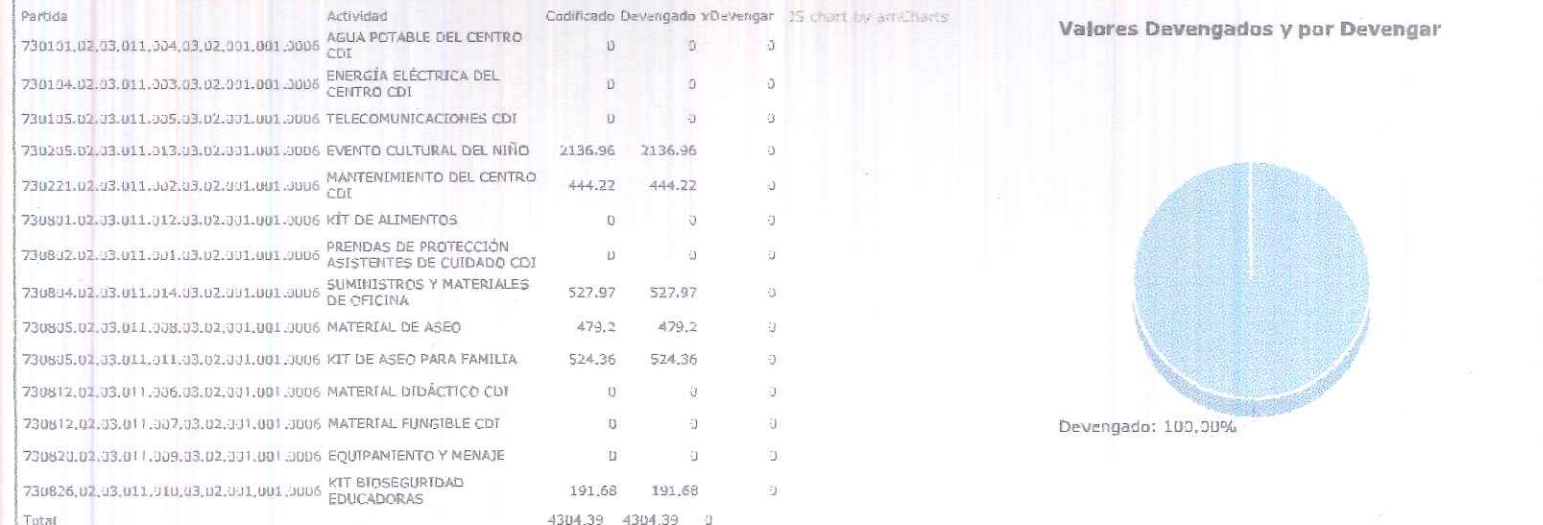 Partida Actividad Codificado Devengado xDevengar JS chart by amCharts
Valores Devengados y por Devengar
730101.02.03.011.004.03.02.001.001.0006 AGUA POTABLE DEL CENTRO
CDI 0 0 0
730104.02.03.011.003.03.02.001.001.0006 ENERGÍA ELÉCTRICA DEL
CENTRO CDI 0 0 0
730105.02.03.011.005.03.02.001.001.0006 TELECOMUNICACIONES CDI 0 0 0
730205.02.03.011.013.03.02.001.001.0006 EVENTO CULTURAL DEL NIÑO 2136.96 2136.96 0
730221.02.03.011.002.03.02.001.001.0006 MANTENIMIENTO DEL CENTRO
CDI 444.22 444.22 0
730801.02.03.011.012.03.02.001.001.0006 KÍT DE ALIMENTOS 0 0 0
730802.02.03.011.001.03.02.001.001.0006 PRENDAS DE PROTECCIÓN
ASISTENTES DE CUIDADO CDI 0 0 0
730804.02.03.011.014.03.02.001.001.0006 SUMINISTROS Y MATERIALES
DE OFICINA 527.97 527.97 0
730805.02.03.011.008.03.02.001.001.0006 MATERIAL DE ASEO 479.2 479.2 0
730805.02.03.011.011.03.02.001.001.0006 KIT DE ASEO PARA FAMILIA 524.36 524.36 0
730812.02.03.011.006.03.02.001.001.0006 MATERIAL DIDÁCTICO CDI 0 0 0
730812.02.03.011.007.03.02.001.001.0006 MATERIAL FUNGIBLE CDI 0 0 0
730820.02.03.011.009.03.02.001.001.0006 EQUIPAMIENTO Y MENAJE 0 0 0
730826.02.03.011.010.03.02.001.001.0006 KIT BIOSEGURIDAD
EDUCADORAS 191.68 191.68 0
Total 4304.39 4304.39 0
Devengado: 100,00%